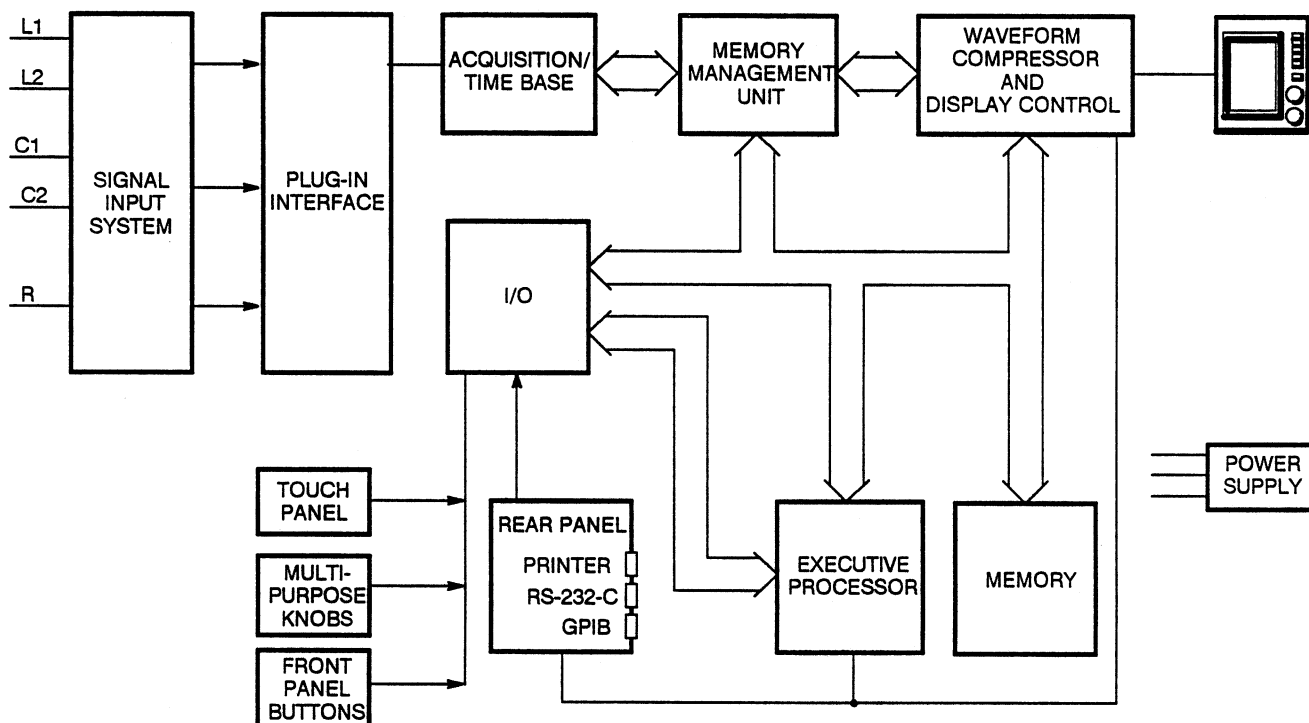 L1
L2
C1
C2
R
SIGNAL
INPUT
SYSTEM
PLUG-IN
INTERFACE
ACQUISITION/
TIME BASE
MEMORY
MANAGEMENT
UNIT
WAVEFORM
COMPRESSOR
AND
DISPLAY CONTROL
I/O
TOUCH
PANEL
MULTI-
PURPOSE
KNOBS
FRONT
PANEL
BUTTONS
REAR PANEL
PRINTER
RS-232-C
GPIB
EXECUTIVE
PROCESSOR
MEMORY
POWER
SUPPLY